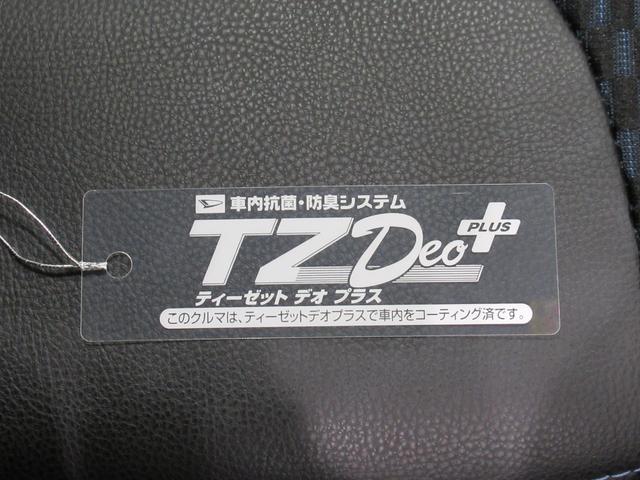 車内抗菌・防臭システム
TZ Deo PLUS
ティーゼット デオ プラス
このクルマは、ティーゼットデオプラスで車内をコーティング済です。